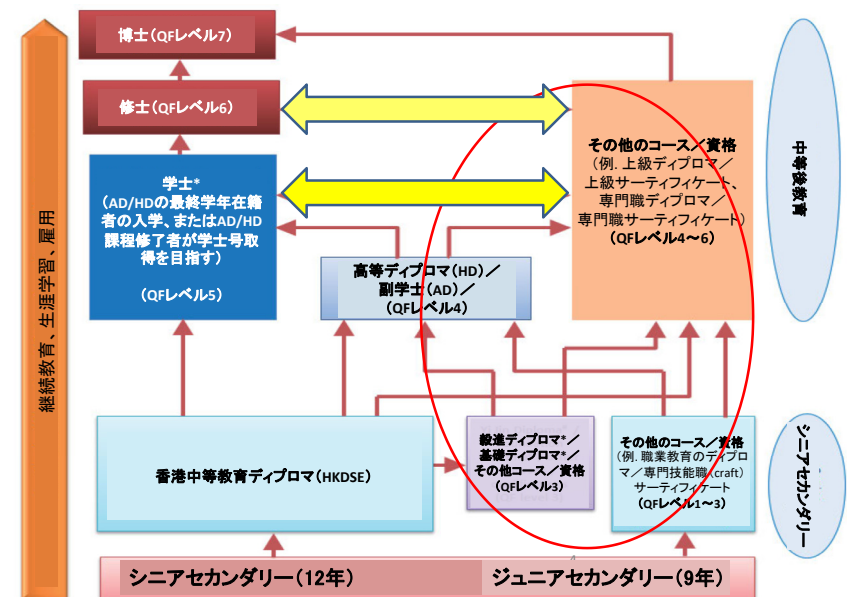 博士(QFレベル7)
修士(QFレベル6)
学士*
(AD/HDの最終学年在籍
者の入学、またはAD/HD
課程修了者が学士号取
得を目指す)
(QFレベル5)
高等ディプロマ(HD)/
副学士(AD)/
(QFレベル4)
その他のコース/資格
(例. 上級ディプロマ/
上級サーティフィケート、
専門職ディプロマ/
専門職サーティフィケート)
(QFレベル4~6)
中等後教育
継続教育、生涯学習、雇用
香港中等教育ディプロマ(HKDSE)
毅進ディプロマ*/
基礎ディプロマ*/
その他コース/資格
(QFレベル3)
その他のコース/資格
(例. 職業教育のディプロ
マ/専門技能職(craft)
サーティフィケート
(QFレベル1~3)
シニアセカンダリー
シニアセカンダリー(12年)
ジュニアセカンダリー(9年)